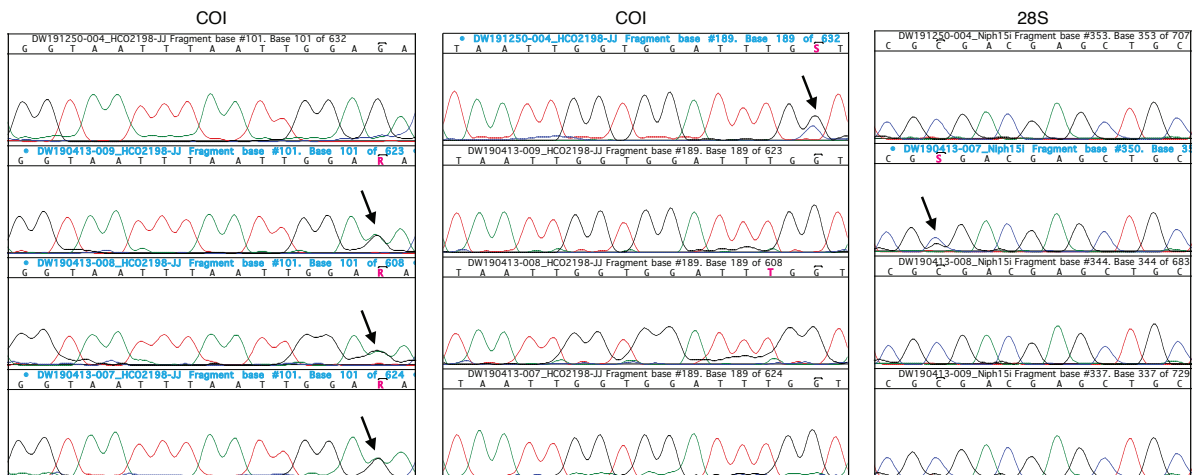 COI
DW191250-004_HCO2198-JJ Fragment base #101. Base 101 of 632
G G T A A T T T A A T T G G A G A
• DW190413-009_HCO2198-JJ Fragment base #101. Base 101 of 623 •
G G T A A T T T A A T T G G A R A
• DW190413-008_HCO2198-JJ Fragment base #101. Base 101 of 608 •
G G T A A T T T A A T T G G A R A
• DW190413-007_HCO2198-JJ Fragment base #101. Base 101 of 624 •
G G T A A T T T A A T T G G A R A
COI
• DW191250-004_HCO2198-JJ Fragment base #189. Base 189 of 632
T A A T T G G T G G A T T T G S T
DW190413-009_HCO2198-JJ Fragment base #189. Base 189 of 623
T A A T T G G T G G A T T T G G T
DW190413-008_HCO2198-JJ Fragment base #189. Base 189 of 608
T A A T T G G T G G A T T T G G T
DW190413-007_HCO2198-JJ Fragment base #189. Base 189 of 624
T A A T T G G T G G A T T T G G T
28S
DW191250-004_Niph15i Fragment base #353. Base 353 of 707
C G C G A C G A G C T G C
• DW190413-007_Niph15i Fragment base #350. Base 35
C G S G A C G A G C T G C
DW190413-008_Niph15i Fragment base #344. Base 344 of 683
C G C G A C G A G C T G C
DW190413-009_Niph15i Fragment base #337. Base 337 of 729
C G C G A C G A G C T G C